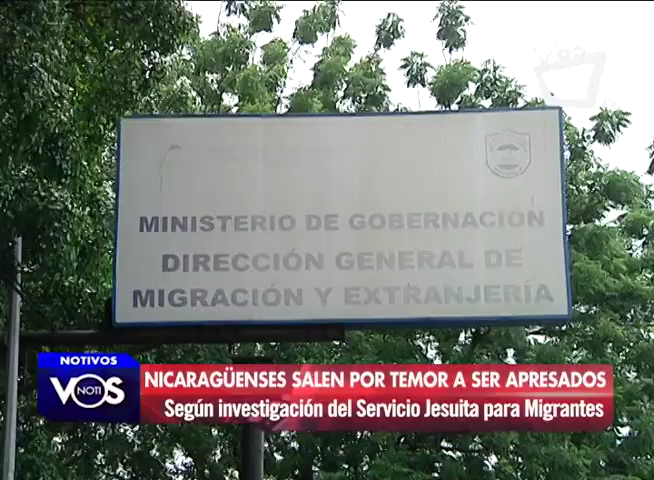 MINISTERIO DE GOBERNACIÓN
DIRECCIÓN GENERAL DE
MIGRACIÓN Y EXTRANJERÍA
NOTIVOS
VOS
NOTI
NICARAGÜENSES SALEN POR TEMOR A SER APRESADOS
Según investigación del Servicio Jesuita para Migrantes